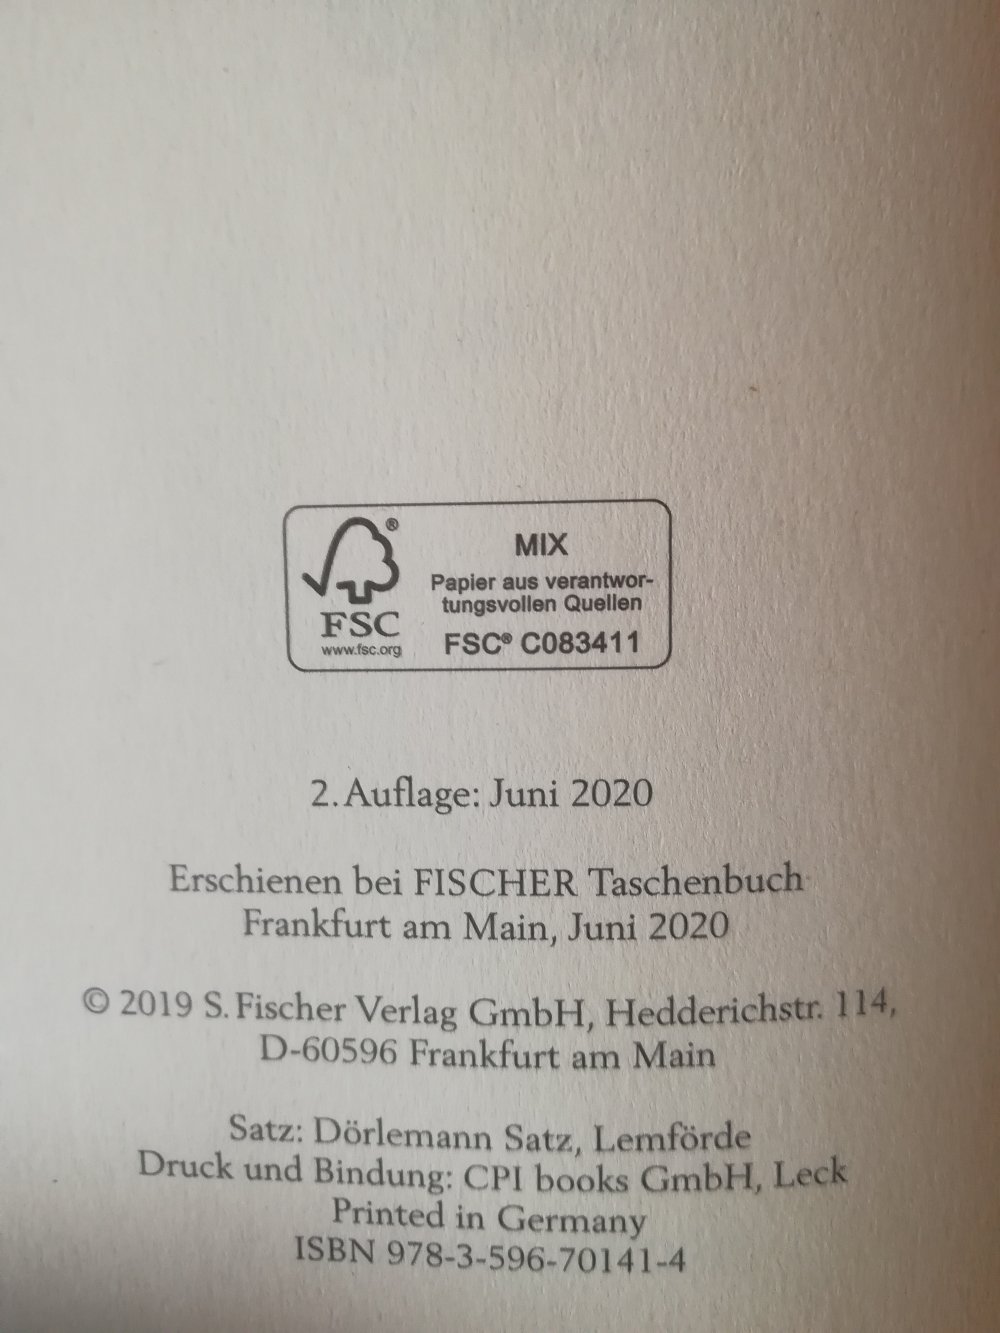 ®
FSC
www.fsc.org
MIX
Papier aus verantwor-
tungsvollen Quellen
FSC® C083411
2. Auflage: Juni 2020
Erschienen bei FISCHER Taschenbuch
Frankfurt am Main, Juni 2020
© 2019 S. Fischer Verlag GmbH, Hedderichstr. 114,
D-60596 Frankfurt am Main
Satz: Dörlemann Satz, Lemförde
Druck und Bindung: CPI books GmbH, Leck
Printed in Germany
ISBN 978-3-596-70141-4